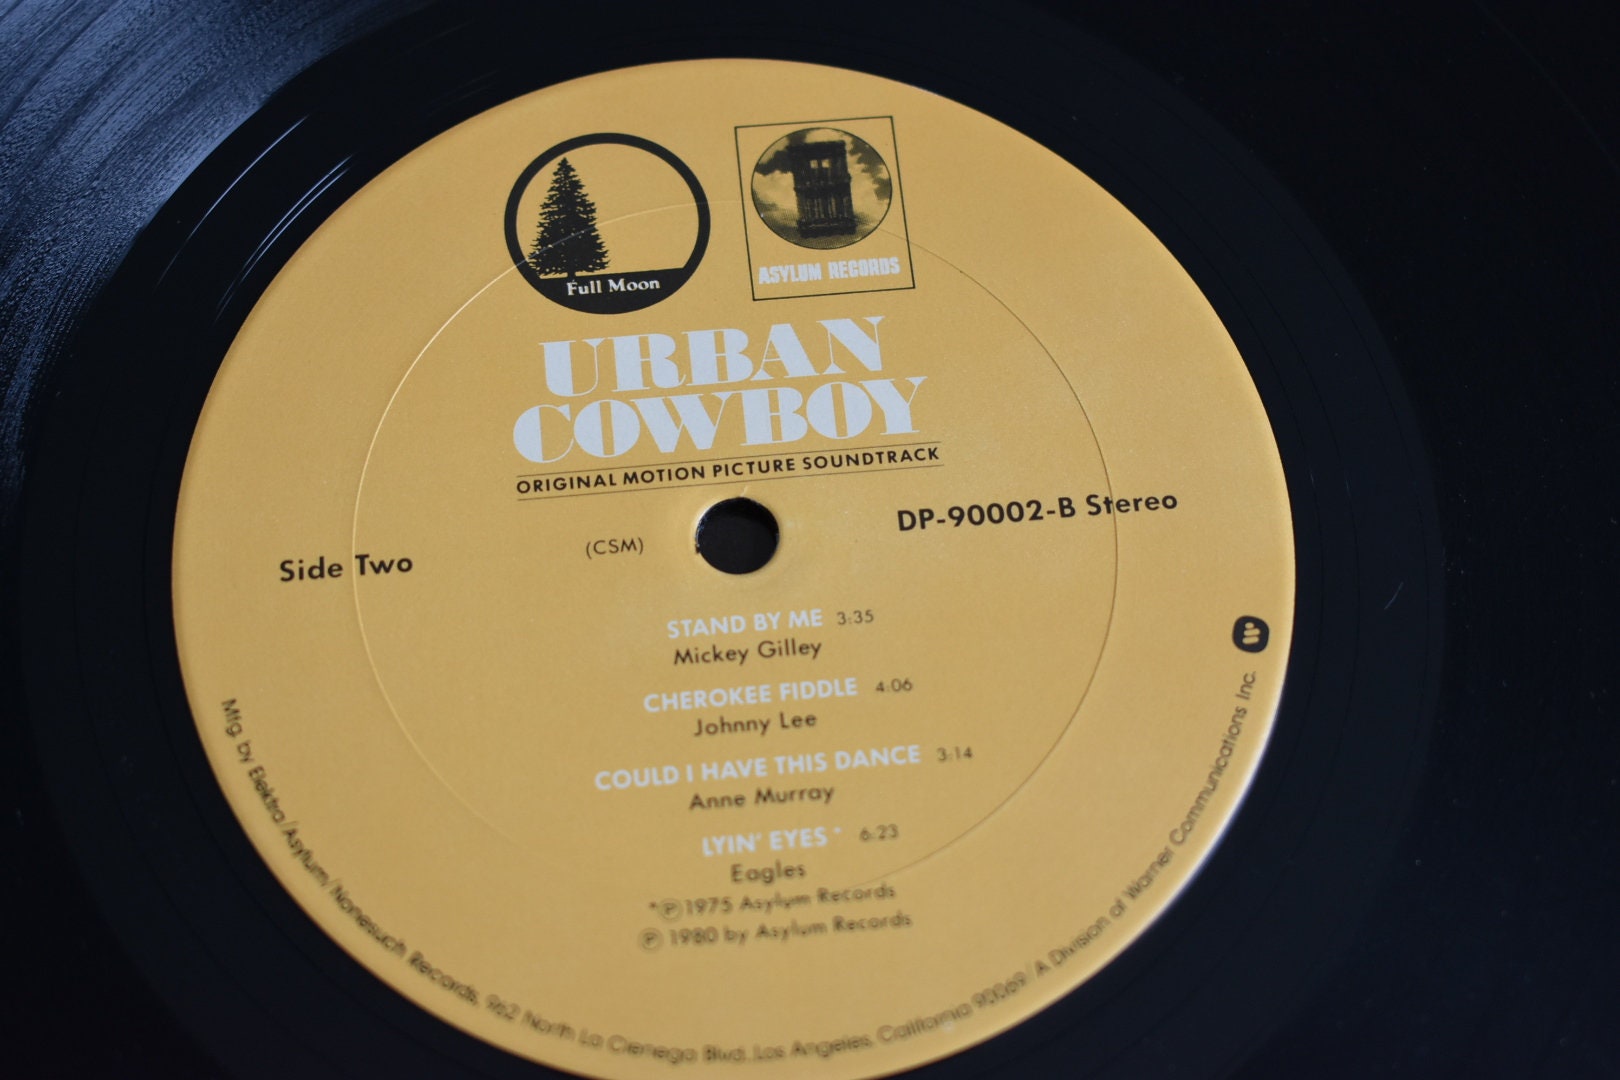 Full Moon
ASYLUM RECORDS
URBAN
COWBOY
ORIGINAL MOTION PICTURE SOUNDTRACK
DP-90002-B Stereo
(CSM)
Side Two
STAND BY ME 3:35
Mickey Gilley
CHEROKEE FIDDLE 4:06
Johnny Lee
COULD I HAVE THIS DANCE 3:14
Anne Murray
LYIN' EYES * 6:23
Eagles
*Ⓟ1975 Asylum Records
Ⓟ 1980 by Asylum Records
Mfg. by Elektra/Asylum/Nonesuch Records, 962 North La Cienega Blvd., Los Angeles, California 90069/A Division of Warner Communications Inc.